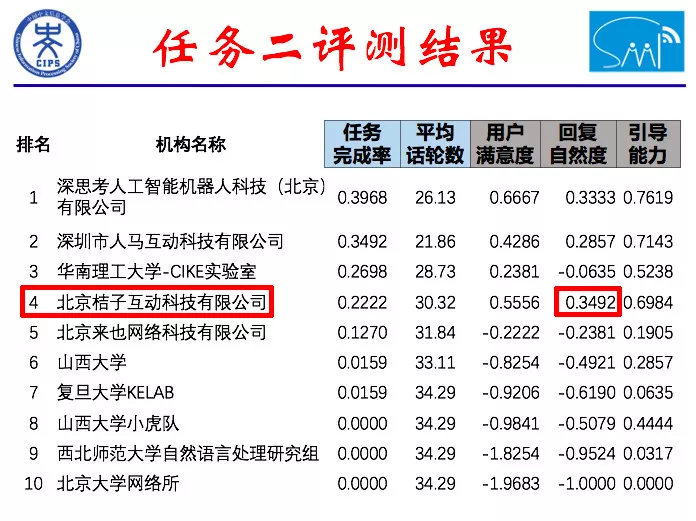 CIPS
任务二评测结果
SMP
排名 机构名称 任务完成率 平均话轮数 用户满意度 回复自然度 引导能力
1 深思考人工智能机器人科技（北京）有限公司 0.3968 26.13 0.6667 0.3333 0.7619
2 深圳市人马互动科技有限公司 0.3492 21.86 0.4286 0.2857 0.7143
3 华南理工大学-CIKE实验室 0.2698 28.73 0.2381 -0.0635 0.5238
4 北京桔子互动科技有限公司 0.2222 30.32 0.5556 0.3492 0.6984
5 北京来也网络科技有限公司 0.1270 31.84 -0.2222 -0.2381 0.1905
6 山西大学 0.0159 33.11 -0.8254 -0.4921 0.2857
7 复旦大学KELAB 0.0159 34.29 -0.9206 -0.6190 0.0635
8 山西大学小虎队 0.0000 34.29 -0.9841 -0.5079 0.4444
9 西北师范大学自然语言处理研究组 0.0000 34.29 -1.8254 -0.9524 0.0317
10 北京大学网络所 0.0000 34.29 -1.9683 -1.0000 0.0000